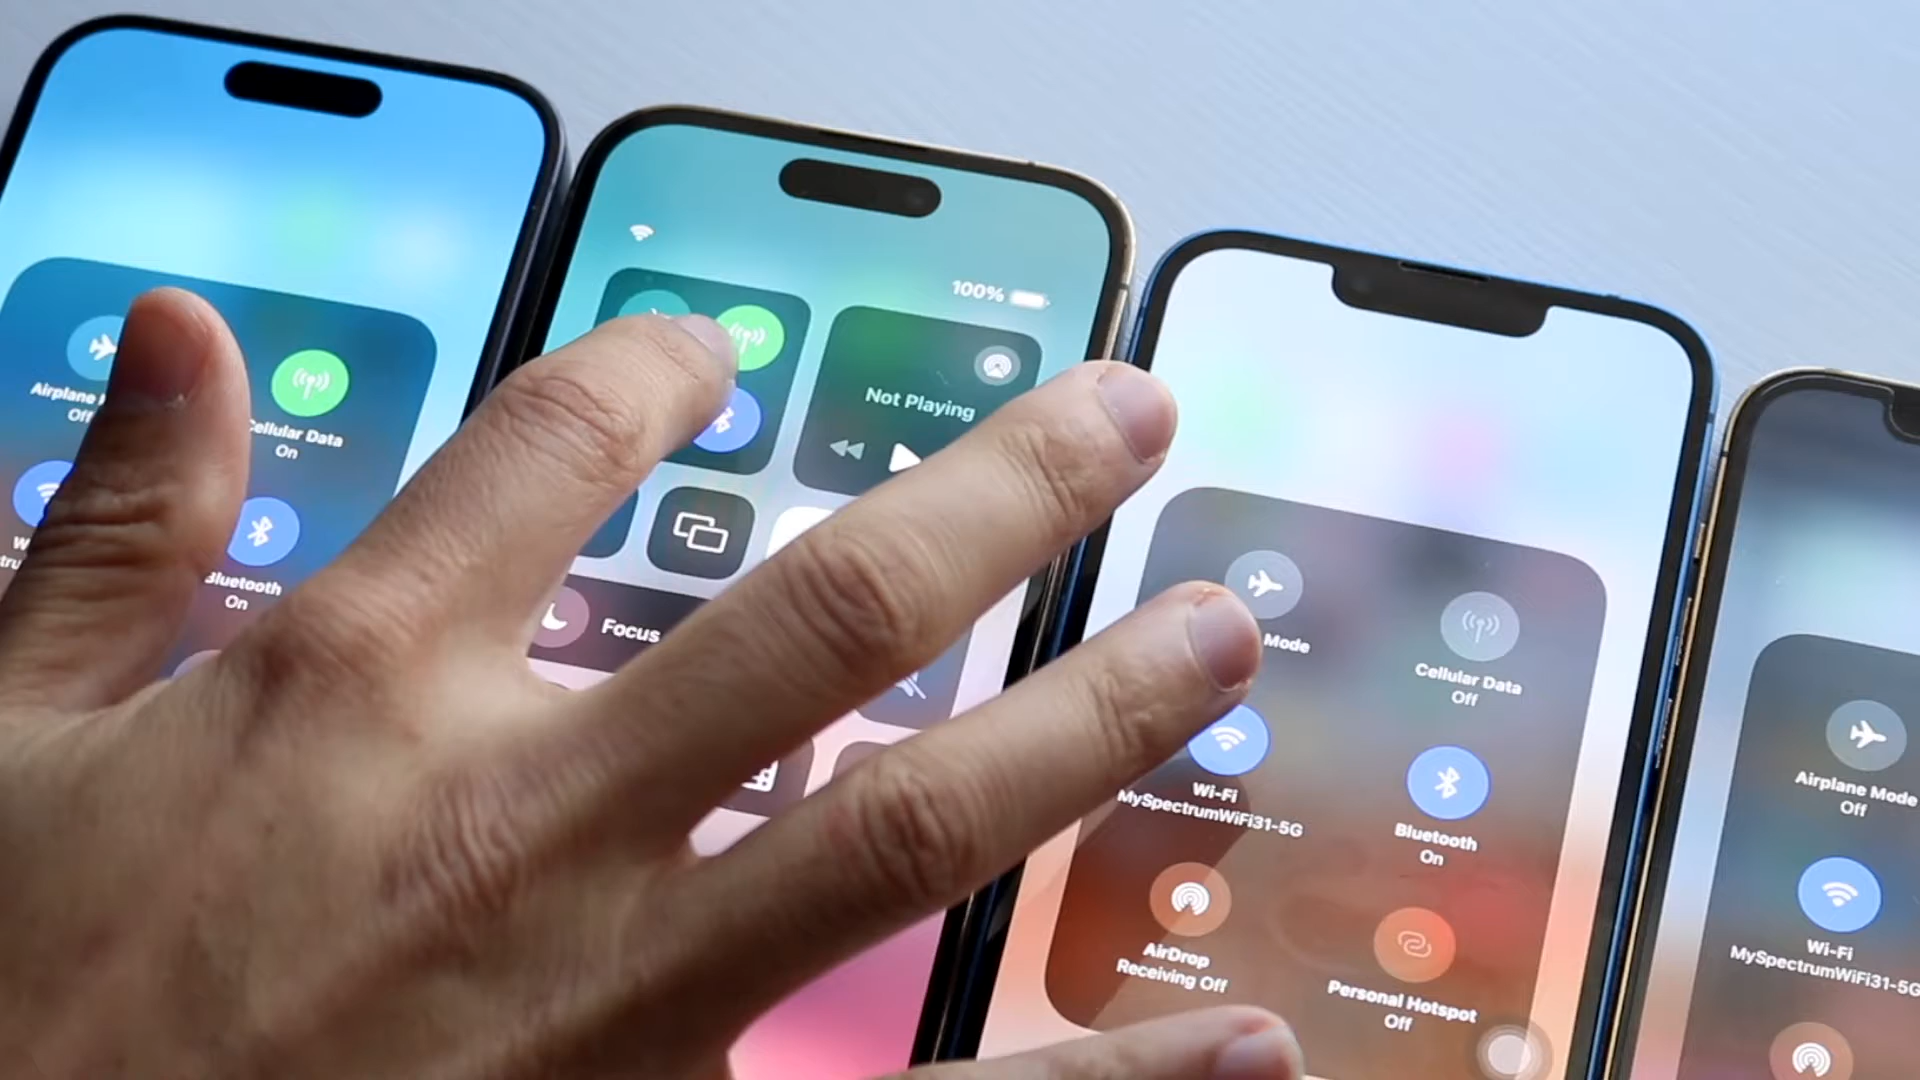 Airplane
Off
Cellular Data
On
Bluetooth
On
100%
Not Playing
Focus
Mode
Cellular Data
Off
Wi-Fi
MySpectrumWiFi31-5G
Bluetooth
On
AirDrop
Receiving Off
Personal Hotspot
Off
Airplane Mode
Off
Wi-Fi
MySpectrumWiFi31-5G